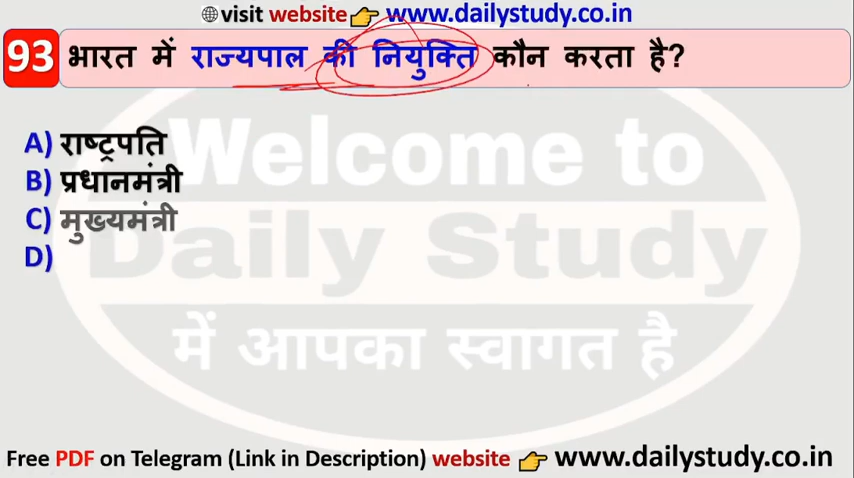 visit website 👉 www.dailystudy.co.in
93 भारत में राज्यपाल की नियुक्ति कौन करता है?
A) राष्ट्रपति
B) प्रधानमंत्री
C) मुख्यमंत्री
D)
Welcome to
Daily Study
में आपका स्वागत है
Free PDF on Telegram (Link in Description) website 👉 www.dailystudy.co.in